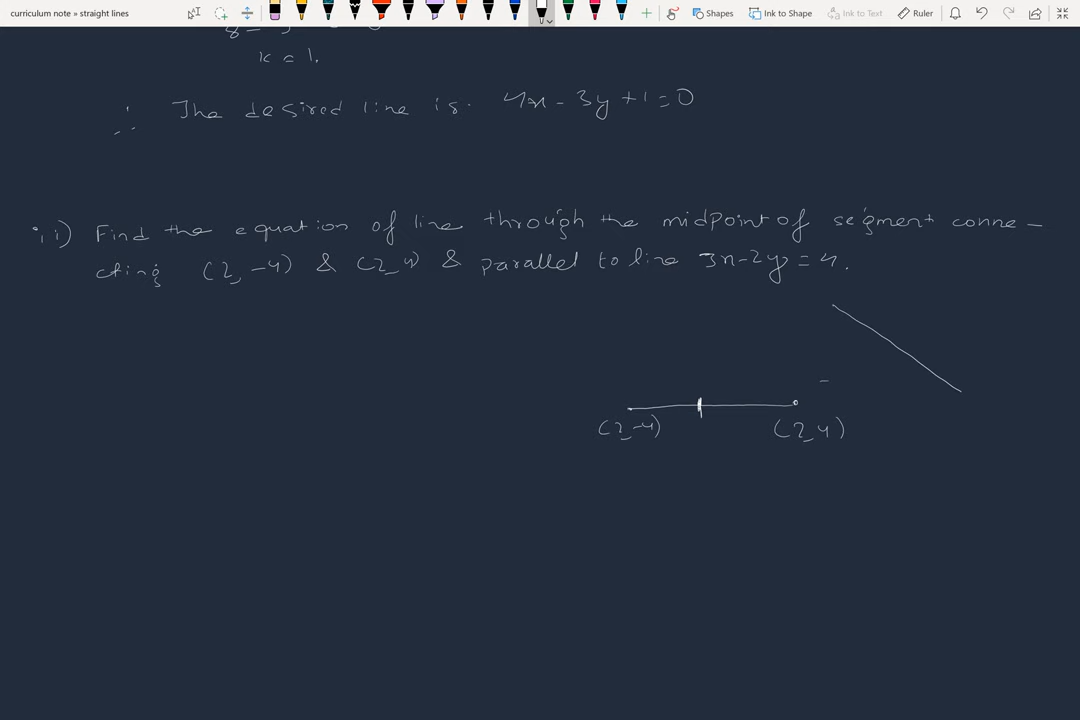 curriculum note » straight lines
Shapes
Ink to Shape
Ink to Text
Ruler
x = 1.
∴ The desired line is. 4x - 3y + 1 = 0
ii) Find the equation of line through the midpoint of segment conne -
cting (2, -4) & (2, 4) & parallel to line 3x - 2y = 4.
(2, -4)
(2, 4)